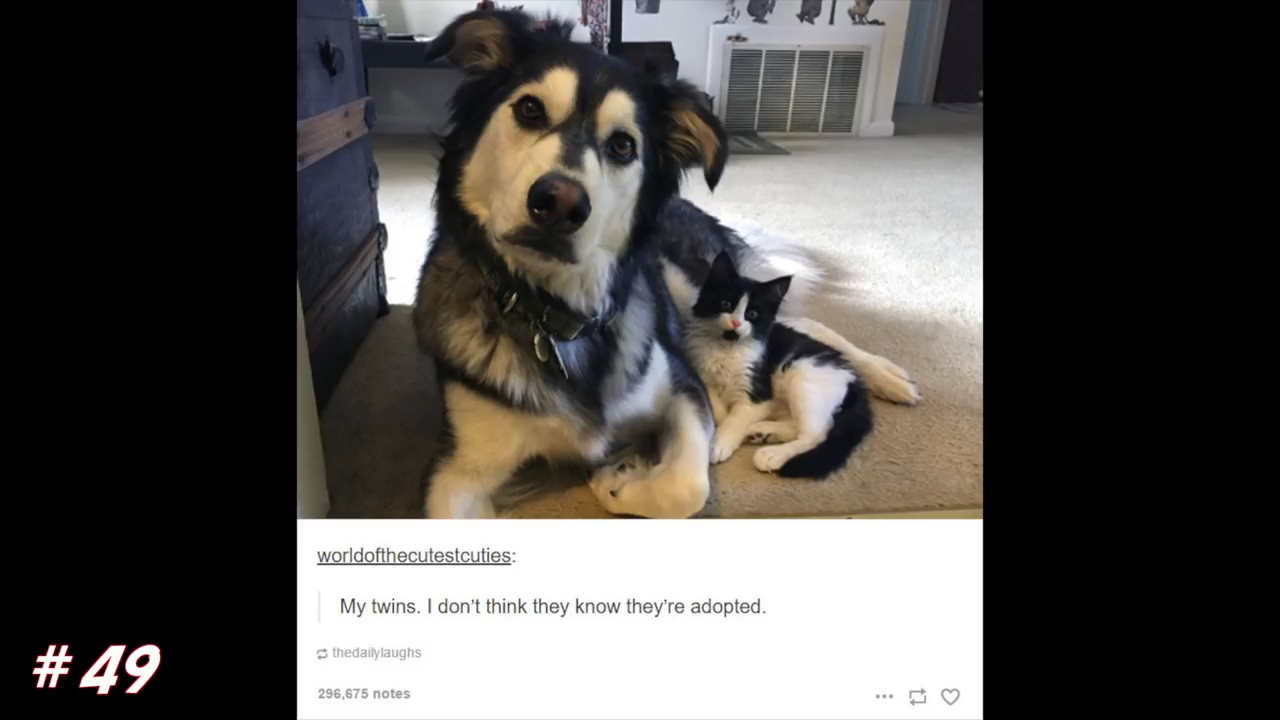 worldofthecutestcuties:
My twins. I don't think they know they're adopted.
thedailylaughs
296,675 notes
# 49